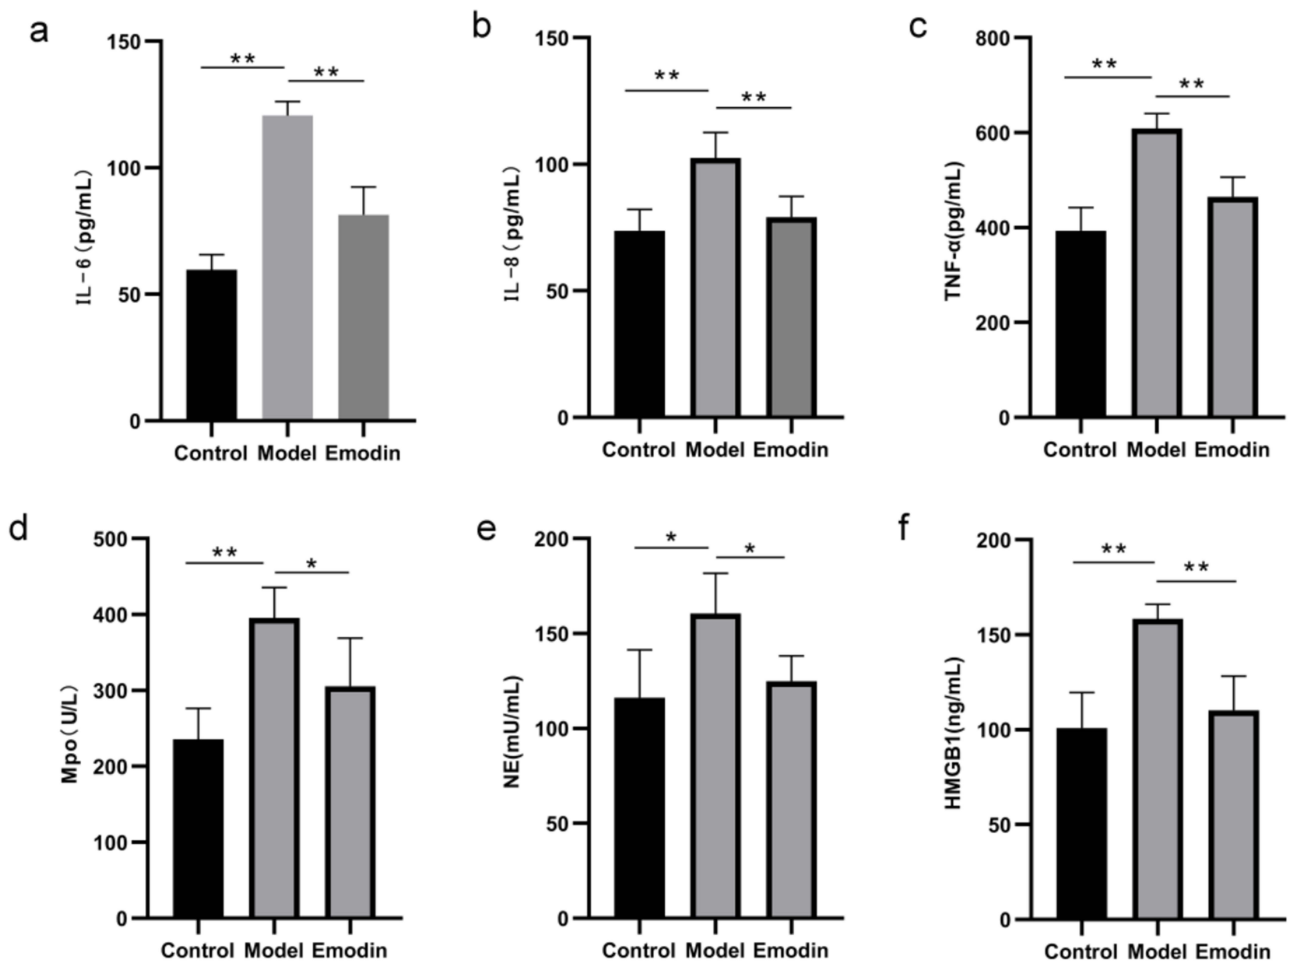 a
150
100
50
0
IL-6(pg/mL)
** **
Control Model Emodin
b
150
100
50
0
IL-8(pg/mL)
** **
Control Model Emodin
c
800
600
400
200
0
TNF-α(pg/mL)
** **
Control Model Emodin
d
500
400
300
200
100
0
Mpo(U/L)
** *
Control Model Emodin
e
200
150
100
50
0
NE(mU/mL)
* *
Control Model Emodin
f
200
150
100
50
0
HMGB1(ng/mL)
** **
Control Model Emodin